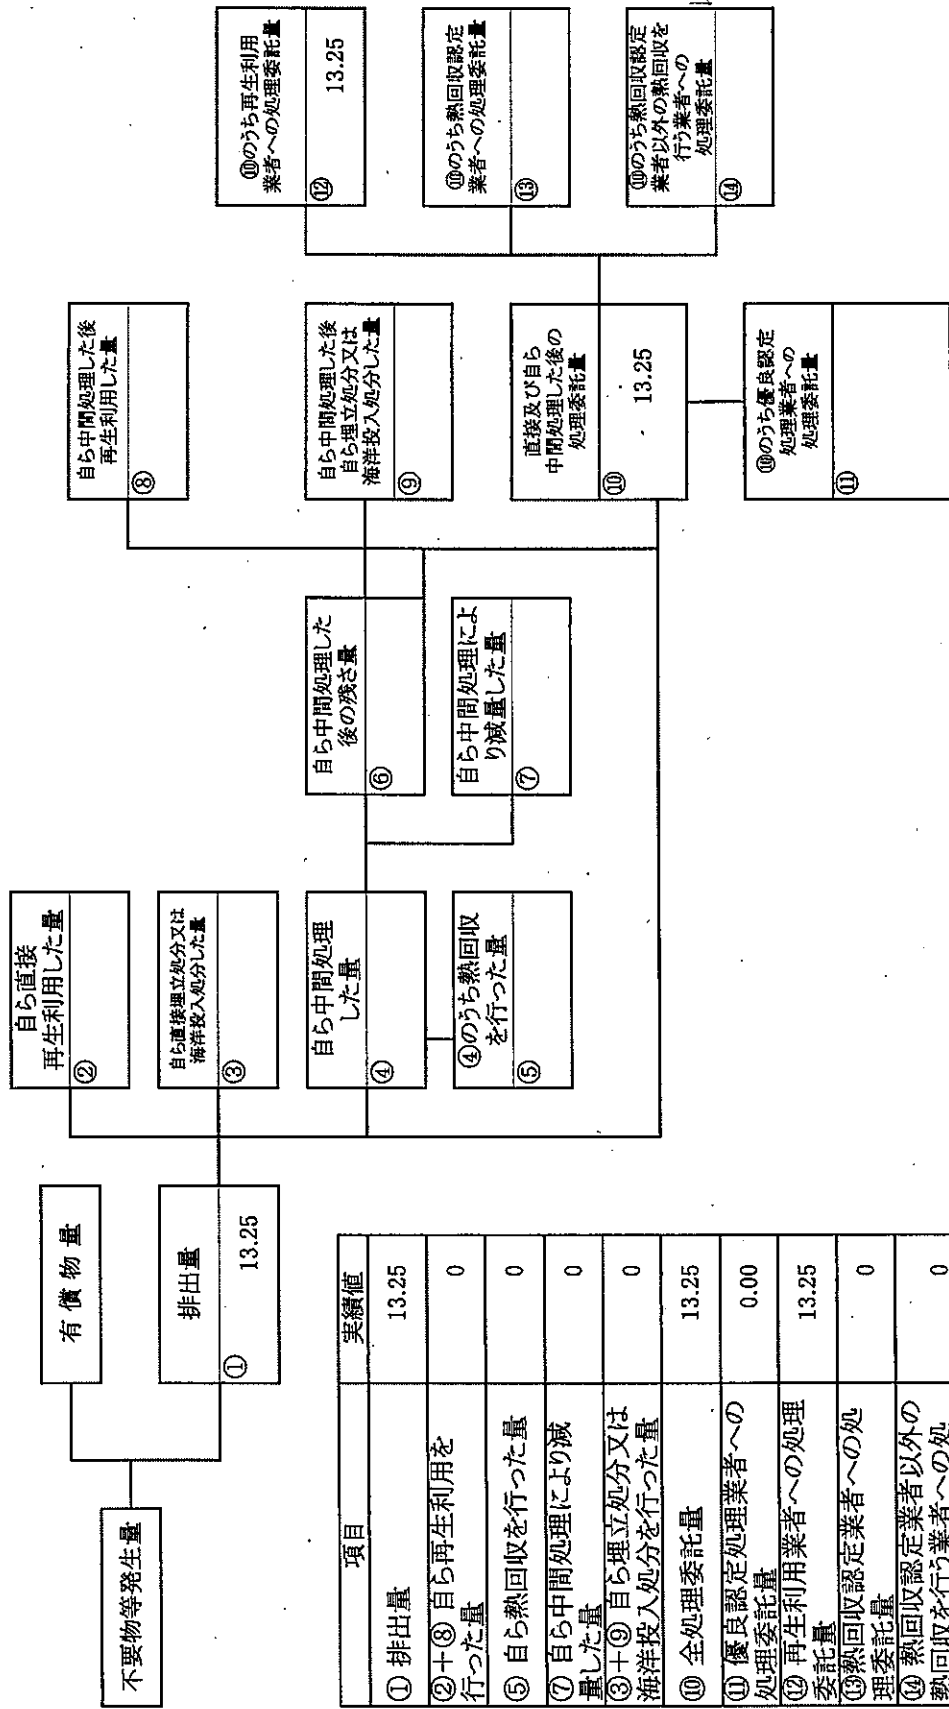 不要物等発生量
有償物量
排出量
①
13.25
自ら直接
再生利用した量
②
自ら直接埋立処分又は
海洋投入処分した量
③
自ら中間処理
した量
④
④のうち熱回収
を行った量
⑤
自ら中間処理した
後の残さ量
⑥
自ら中間処理によ
り減量した量
⑦
自ら中間処理した後
再生利用した量
⑧
自ら中間処理した後
自ら埋立処分又は
海洋投入処分した量
⑨
直接及び自ら
中間処理した後の
処理委託量
⑩
13.25
⑩のうち優良認定
処理業者への
処理委託量
⑪
⑩のうち再生利用
業者への処理委託量
⑫
13.25
⑩のうち熱回収認定
業者への処理委託量
⑬
⑩のうち熱回収認定
業者以外の熱回収を
行う業者への
処理委託量
⑭
項目 実績値
①排出量 13.25
②+⑧ 自ら再生利用を
行った量 0
⑤ 自ら熱回収を行った量 0
⑦ 自ら中間処理により減
量した量 0
③+⑨ 自ら埋立処分又は
海洋投入処分を行った量 0
⑩ 全処理委託量 13.25
⑪ 優良認定処理業者への
処理委託量 0.00
⑫ 再生利用業者への処理
委託量 13.25
⑬熱回収認定業者への処
理委託量 0
⑭ 熱回収認定業者以外の
熱回収を行う業者への処 0